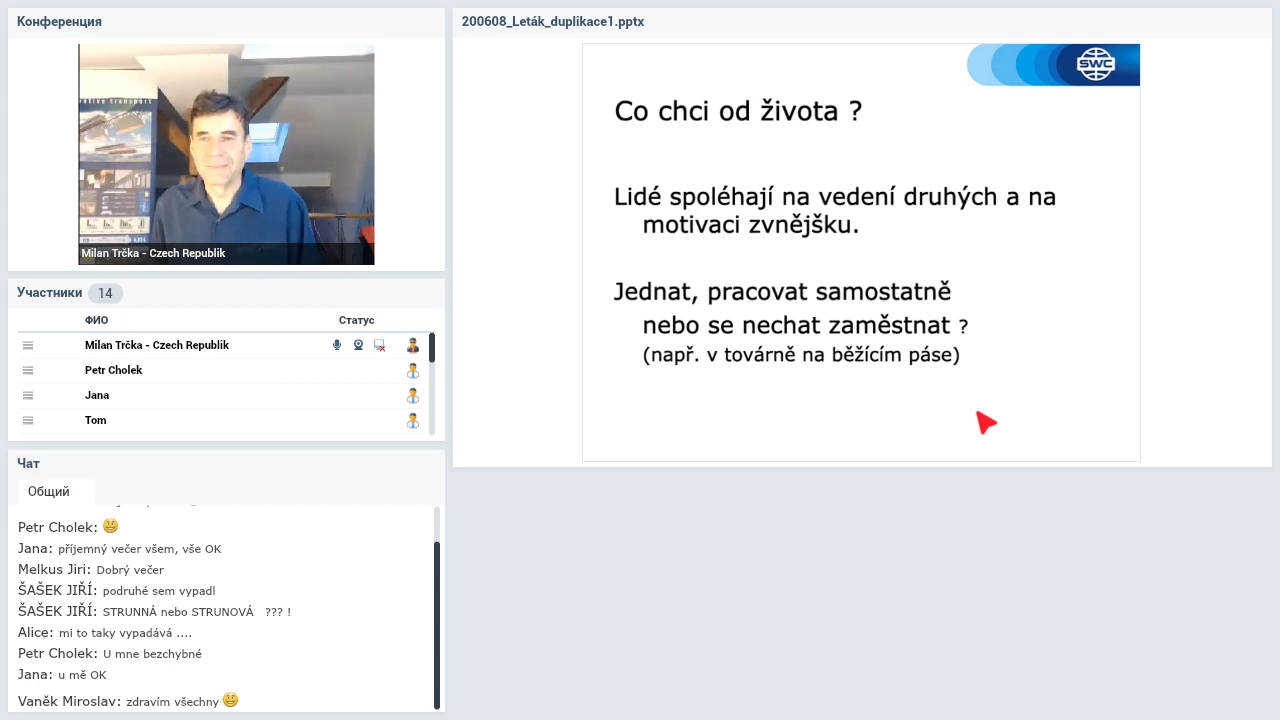 Конференция
rative transport
Milan Trčka - Czech Republik
Участники 14
ФИО Статус
Milan Trčka - Czech Republik
Petr Cholek
Jana
Tom
Чат
Общий
Petr Cholek:
Jana: příjemný večer všem, vše OK
Melkus Jiri: Dobrý večer
ŠAŠEK JIŘÍ: podruhé sem vypadl
ŠAŠEK JIŘÍ: STRUNNÁ nebo STRUNOVÁ ??? !
Alice: mi to taky vypadává ....
Petr Cholek: U mne bezchybné
Jana: u mě OK
Vaněk Miroslav: zdravím všechny
200608_Leták_duplikace1.pptx
SWC
Co chci od života ?
Lidé spoléhají na vedení druhých a na
motivaci zvnějšku.
Jednat, pracovat samostatně
nebo se nechat zaměstnat ?
(např. v továrně na běžícím páse)